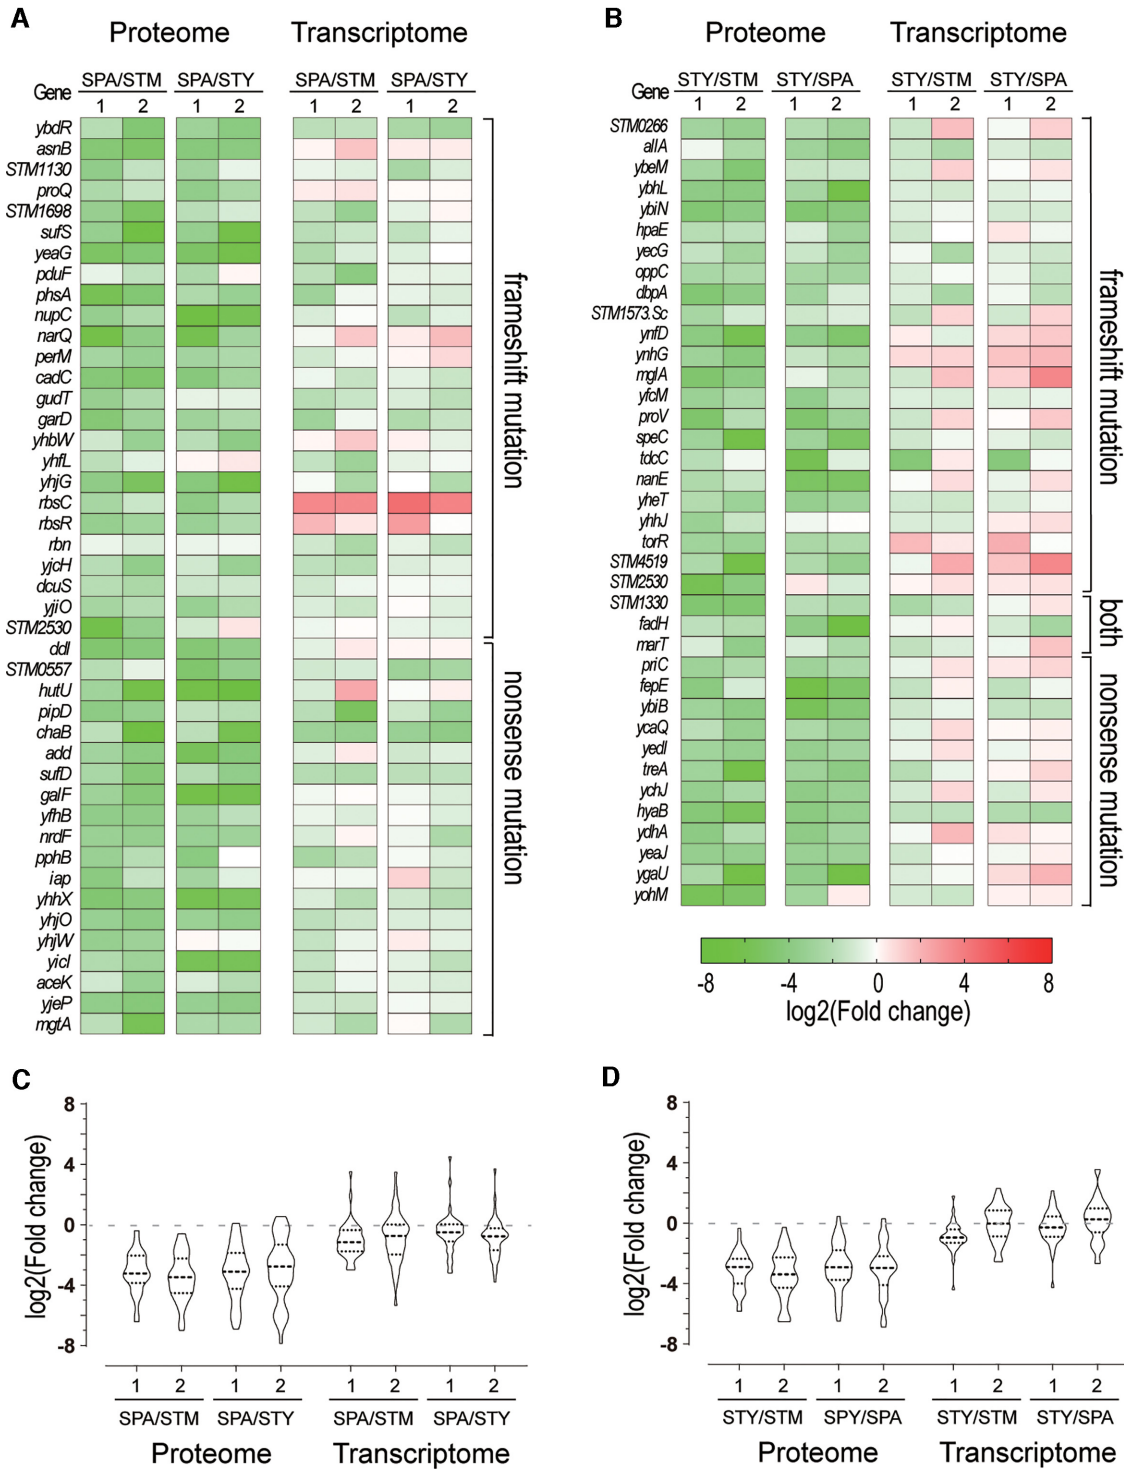 A
Proteome Transcriptome
SPA/STM SPA/STY SPA/STM SPA/STY
Gene 1 2 1 2 1 2 1 2
ybdR
asnB
STM1130
proQ
STM1698
sufS
yeaG
pduF
phsA
nupC
narQ
perM
cadC
gudT
garD
yhbW
yhfL
yhjG
rbsC
rbsR
rbn
yjcH
dcuS
yjiO
STM2530
ddl
STM0557
hutU
pipD
chaB
add
sufD
galF
yfhB
nrdF
pphB
iap
yhhX
yhjO
yhjW
yicI
aceK
yjeP
mgtA
frameshift mutation
nonsense mutation
B
Proteome Transcriptome
STY/STM STY/SPA STY/STM STY/SPA
Gene 1 2 1 2 1 2 1 2
STM0266
allA
ybeM
ybhL
ybiN
hpaE
yecG
oppC
dbpA
STM1573.Sc
ynfD
ynhG
mglA
yfcM
proV
speC
tdcC
nanE
yheT
yhhJ
torR
STM4519
STM2530
STM1330
fadH
marT
priC
fepE
ybiB
ycaQ
yedI
treA
ychJ
hyaB
ydhA
yeaJ
ygaU
yohM
frameshift mutation
both
nonsense mutation
-8 -4 0 4 8
log2(Fold change)
C
log2(Fold change)
8
4
0
-4
-8
1 2 1 2 1 2 1 2
SPA/STM SPA/STY SPA/STM SPA/STY
Proteome Transcriptome
D
log2(Fold change)
8
4
0
-4
-8
1 2 1 2 1 2 1 2
STY/STM SPY/SPA STY/STM STY/SPA
Proteome Transcriptome